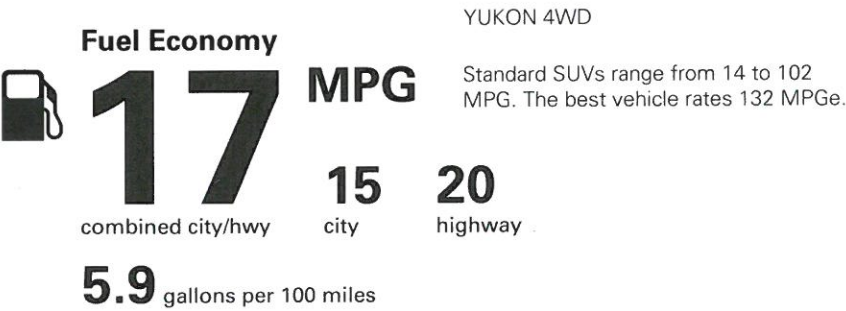 YUKON 4WD
Fuel Economy
17 MPG
Standard SUVs range from 14 to 102
MPG. The best vehicle rates 132 MPGe.
15
20
combined city/hwy
city
highway
5.9 gallons per 100 miles